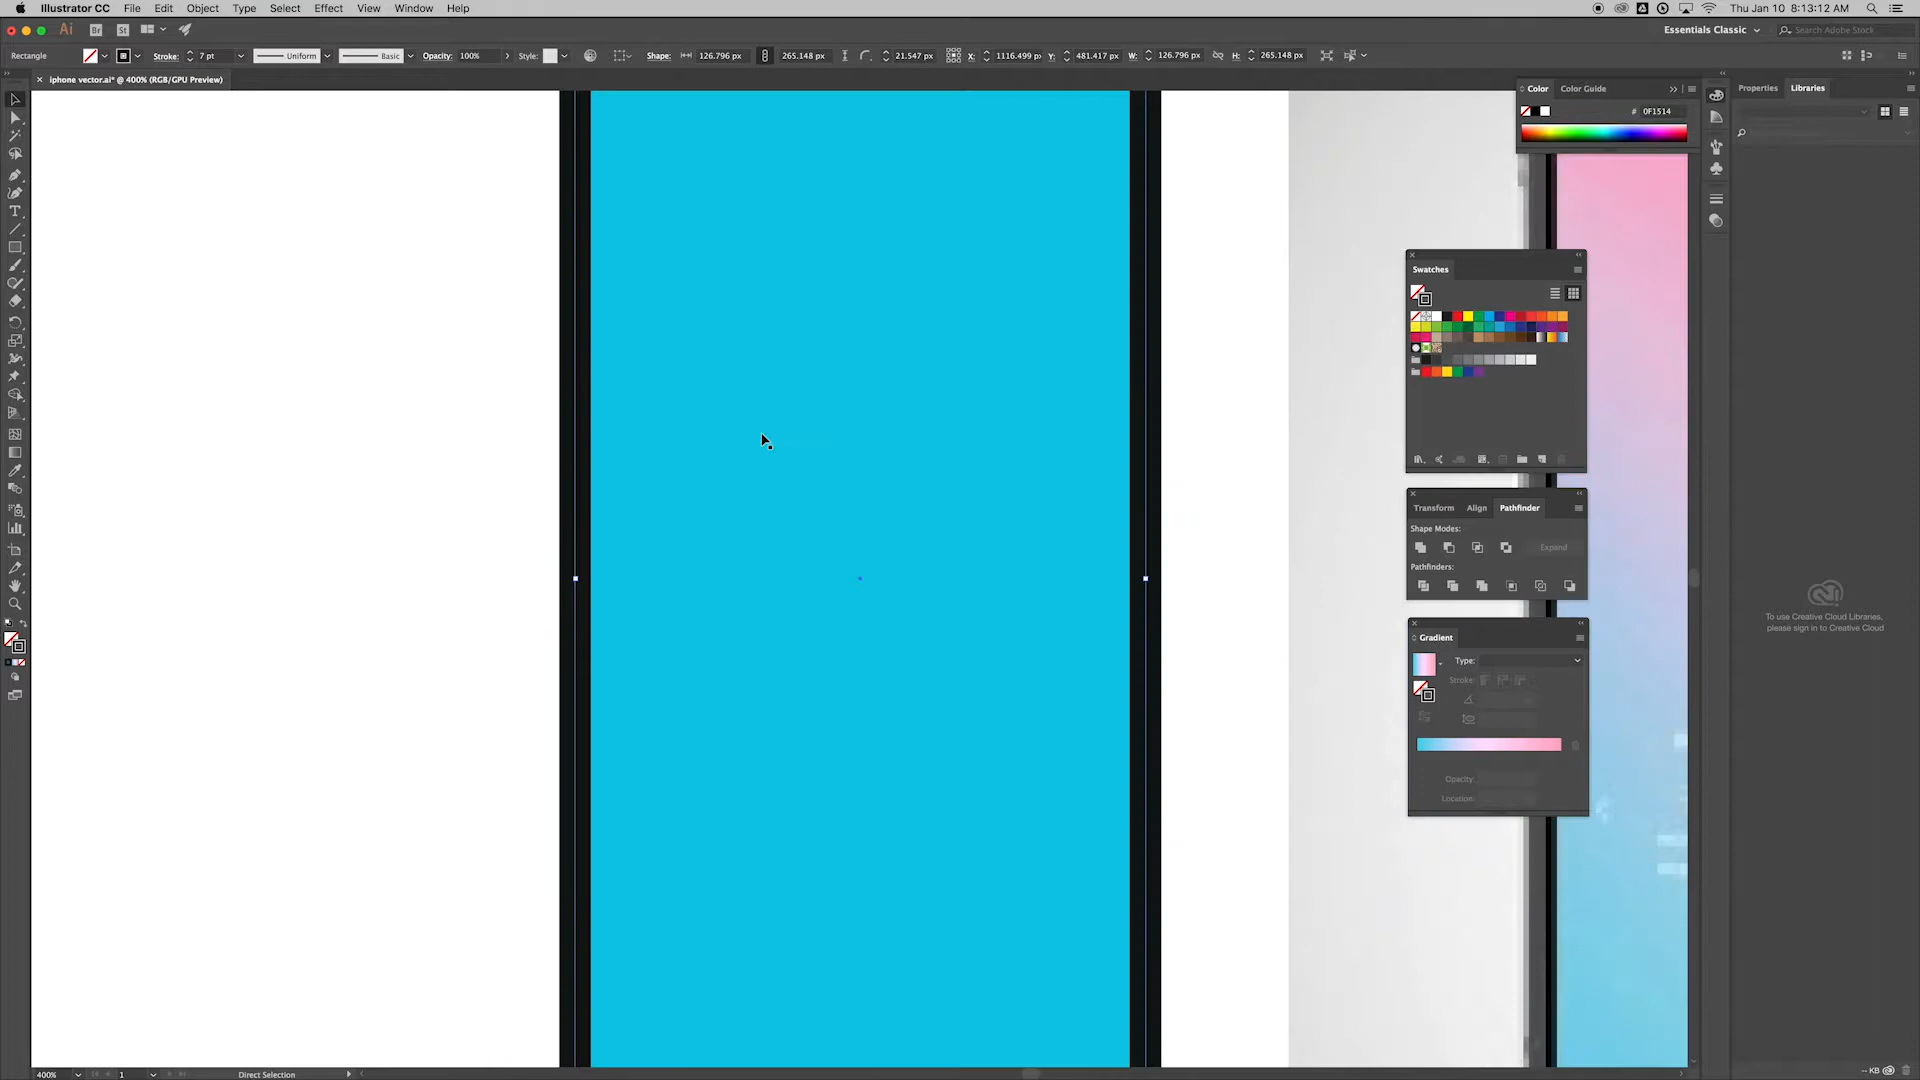 Illustrator CC File Edit Object Type Select Effect View Window Help Thu Jan 10 8:13:12 AM
Ai Br St Essentials Classic Search Adobe Stock
Rectangle Stroke: 7 pt Uniform Basic Opacity: 100% Style: Shape: 126.796 px 265.148 px 21.547 px X: 1116.499 px Y: 481.417 px W: 126.796 px H: 265.148 px
iphone vector.ai* @ 400% (RGB/GPU Preview)
Color Color Guide
Properties Libraries
# 0F1514
Swatches
Transform Align Pathfinder
Shape Modes:
Expand
Pathfinders:
Gradient
Type:
Stroke:
Opacity:
Location:
To use Creative Cloud Libraries,
please sign in to Creative Cloud
400% 1 Direct Selection -- KB